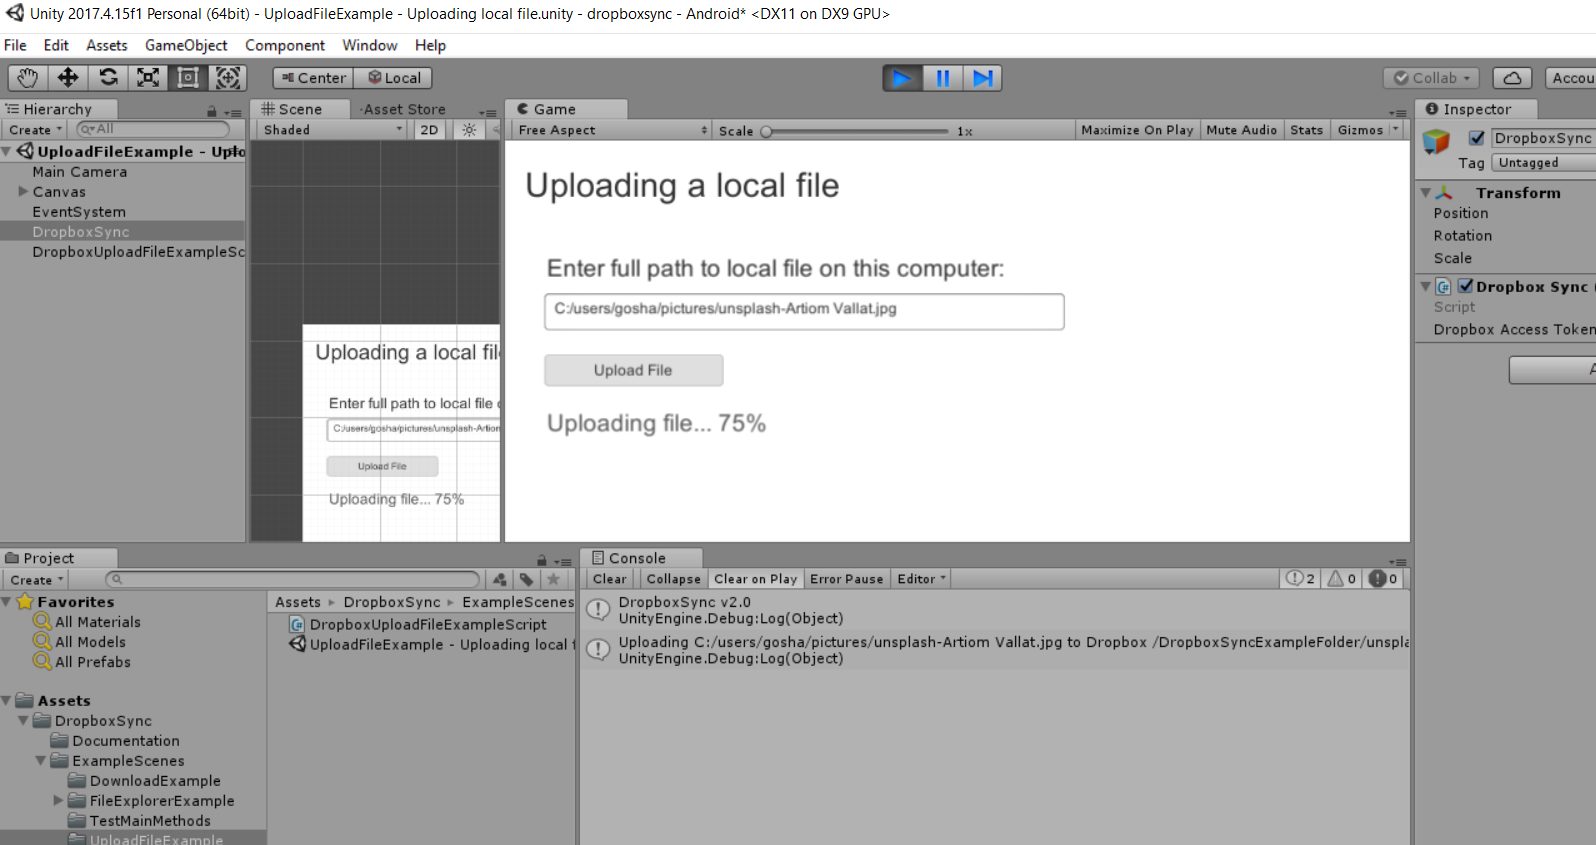 Unity 2017.4.15f1 Personal (64bit) - UploadFileExample - Uploading local file.unity - dropboxsync - Android* <DX11 on DX9 GPU>
File Edit Assets GameObject Component Window Help
Center Local Collab Accou
Hierarchy
Create All
UploadFileExample - Uplo
Main Camera
Canvas
EventSystem
DropboxSync
DropboxUploadFileExampleSc
Scene Asset Store
Shaded 2D
Uploading a local fil
Enter full path to local file
C:/users/gosha/pictures/unsplash-Artiom
Upload File
Uploading file... 75%
Game
Free Aspect Scale 1x Maximize On Play Mute Audio Stats Gizmos
Uploading a local file
Enter full path to local file on this computer:
C:/users/gosha/pictures/unsplash-Artiom Vallat.jpg
Upload File
Uploading file... 75%
Inspector
DropboxSync
Tag Untagged
Transform
Position
Rotation
Scale
Dropbox Sync (
Script
Dropbox Access Token
A
Project
Create
Favorites
All Materials
All Models
All Prefabs
Assets
DropboxSync
Documentation
ExampleScenes
DownloadExample
FileExplorerExample
TestMainMethods
UploadFileExample
Assets DropboxSync ExampleScenes
DropboxUploadFileExampleScript
UploadFileExample - Uploading local f
Console
Clear Collapse Clear on Play Error Pause Editor 2 0 0
DropboxSync v2.0
UnityEngine.Debug:Log(Object)
Uploading C:/users/gosha/pictures/unsplash-Artiom Vallat.jpg to Dropbox /DropboxSyncExampleFolder/unspla
UnityEngine.Debug:Log(Object)